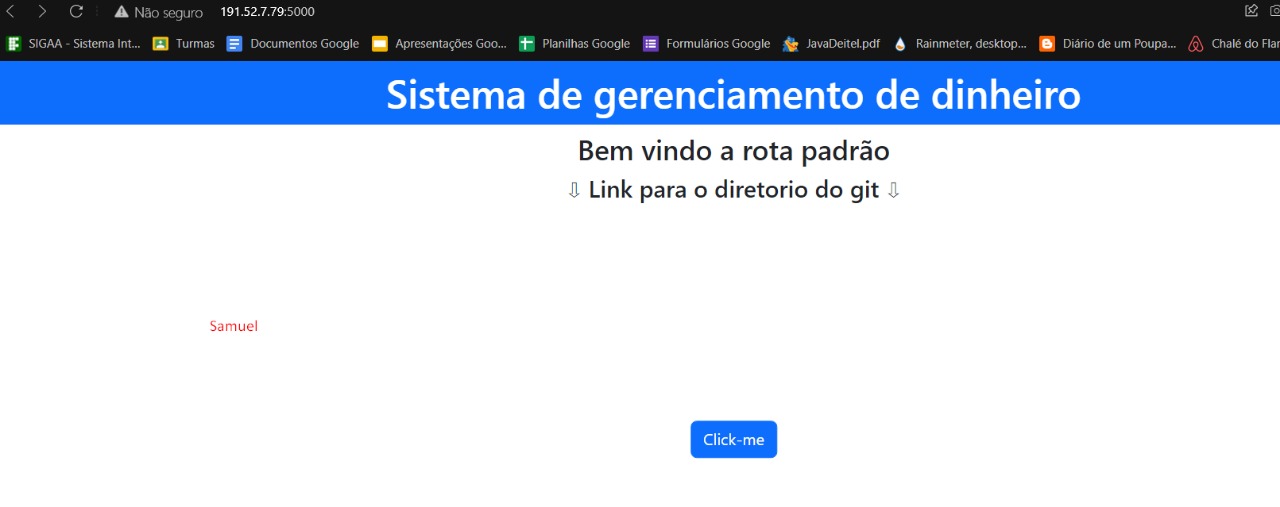 Não seguro 191.52.7.79:5000
SIGAA - Sistema Int... Turmas Documentos Google Apresentações Goo... Planilhas Google Formulários Google JavaDeitel.pdf Rainmeter, desktop... Diário de um Poupa... Chalé do Flar
Sistema de gerenciamento de dinheiro
Bem vindo a rota padrão
⇩ Link para o diretorio do git ⇩
Samuel
Click-me